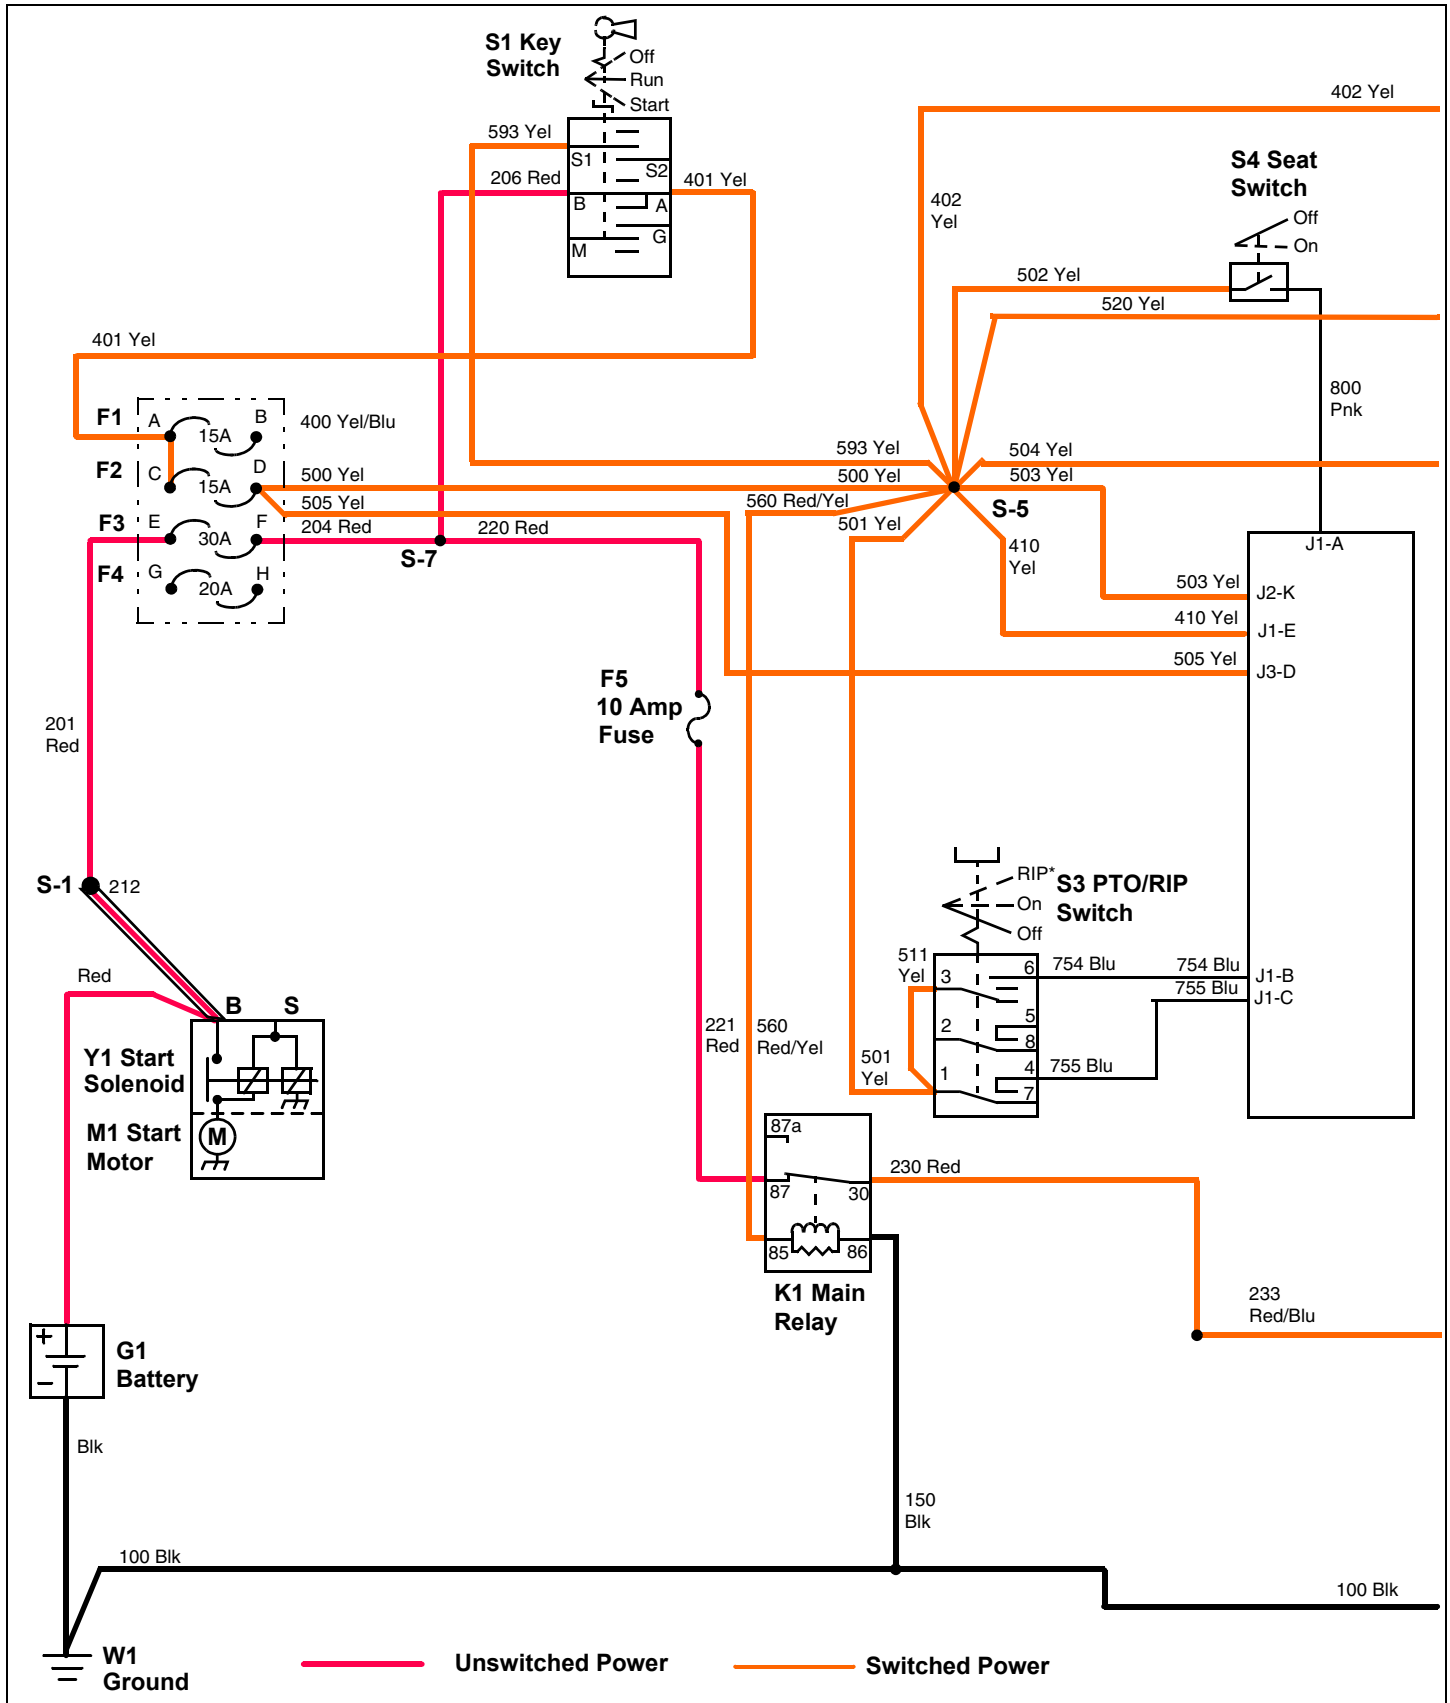 S1 Key
Switch
Off
Run
Start
593 Yel
S1
S2
206 Red
401 Yel
B
A
G
M
402 Yel
S4 Seat
Switch
402
Yel
Off
On
502 Yel
520 Yel
401 Yel
800
Pnk
F1
A
15A
B
400 Yel/Blu
F2
C
15A
D
500 Yel
505 Yel
F3
E
30A
F
204 Red
220 Red
S-7
F4
G
20A
H
593 Yel
504 Yel
500 Yel
503 Yel
560 Red/Yel
S-5
501 Yel
410
Yel
J1-A
503 Yel
J2-K
410 Yel
J1-E
505 Yel
J3-D
F5
10 Amp
Fuse
201
Red
S-1
212
RIP*
On
Off
S3 PTO/RIP
Switch
511
Yel
3
6
754 Blu
754 Blu
J1-B
755 Blu
J1-C
2
5
8
1
4
755 Blu
7
501
Yel
Red
B
S
Y1 Start
Solenoid
M1 Start
Motor
M
221
Red
560
Red/Yel
87a
87
30
230 Red
85
86
K1 Main
Relay
233
Red/Blu
+
–
G1
Battery
Blk
150
Blk
100 Blk
100 Blk
W1
Ground
Unswitched Power
Switched Power